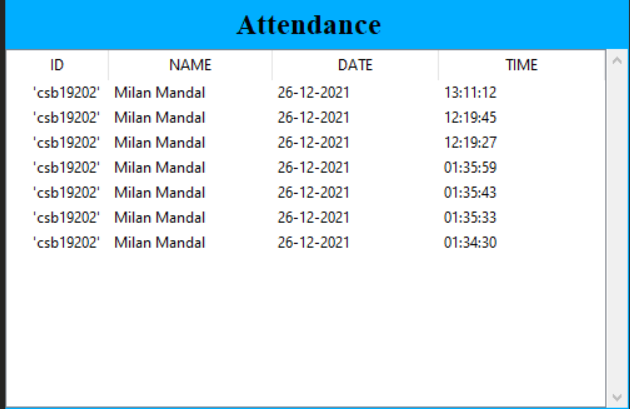 Attendance
ID NAME DATE TIME
'csb19202' Milan Mandal 26-12-2021 13:11:12
'csb19202' Milan Mandal 26-12-2021 12:19:45
'csb19202' Milan Mandal 26-12-2021 12:19:27
'csb19202' Milan Mandal 26-12-2021 01:35:59
'csb19202' Milan Mandal 26-12-2021 01:35:43
'csb19202' Milan Mandal 26-12-2021 01:35:33
'csb19202' Milan Mandal 26-12-2021 01:34:30